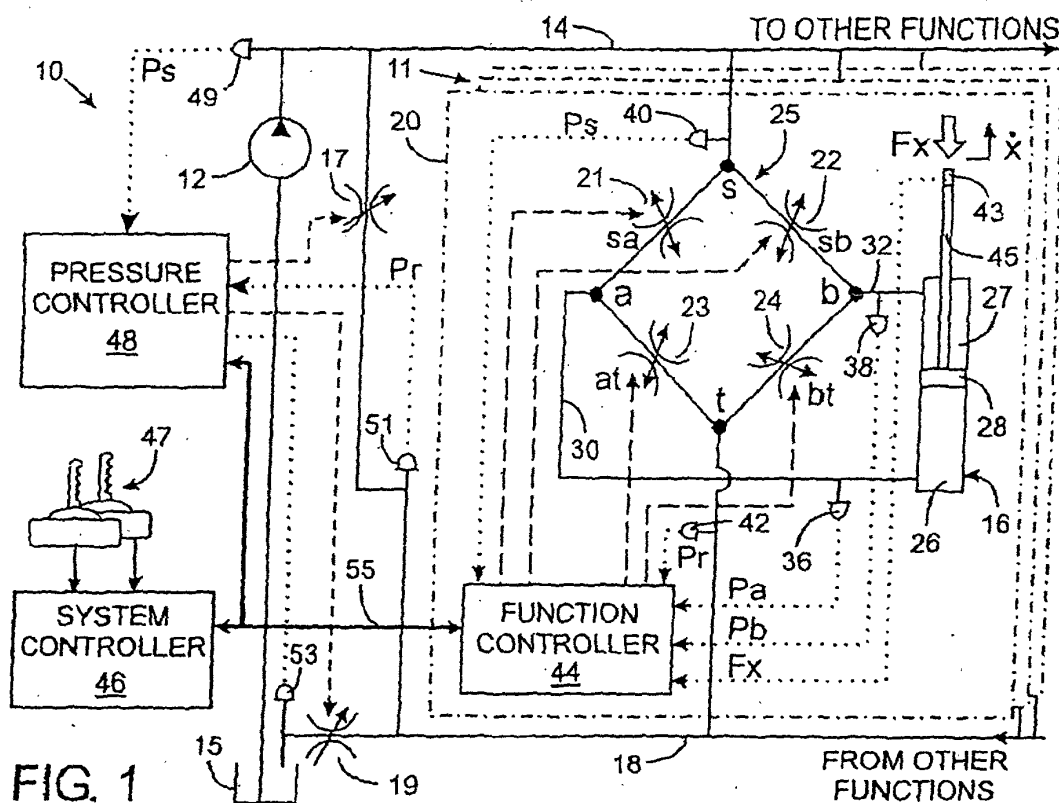 14
TO OTHER FUNCTIONS
10
Ps
49
11
12
17
20
40
Ps
25
Fx
ẋ
21
22
s
43
sa
sb
32
45
PRESSURE
CONTROLLER
48
Pr
a
b
27
23
24
38
at
bt
28
t
47
51
30
16
26
42
36
Pr
55
SYSTEM
CONTROLLER
46
FUNCTION
CONTROLLER
44
Pa
Pb
Fx
53
15
19
18
FROM OTHER
FUNCTIONS
FIG. 1